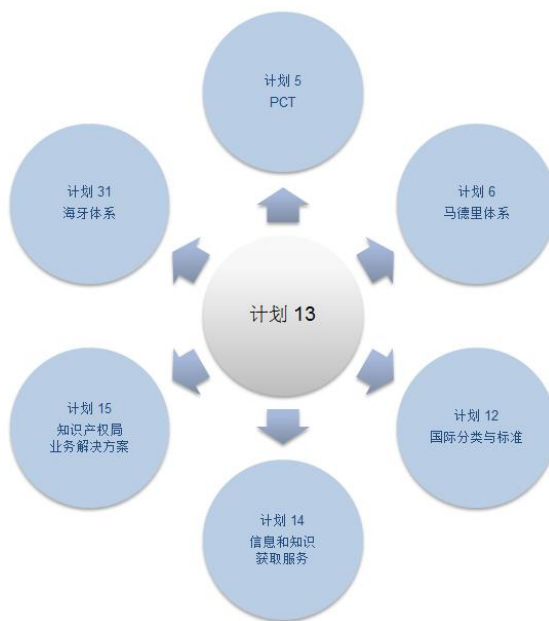 计划 5
PCT
计划 31
海牙体系
计划 6
马德里体系
计划 13
计划 15
知识产权局
业务解决方案
计划 12
国际分类与标准
计划 14
信息和知识
获取服务